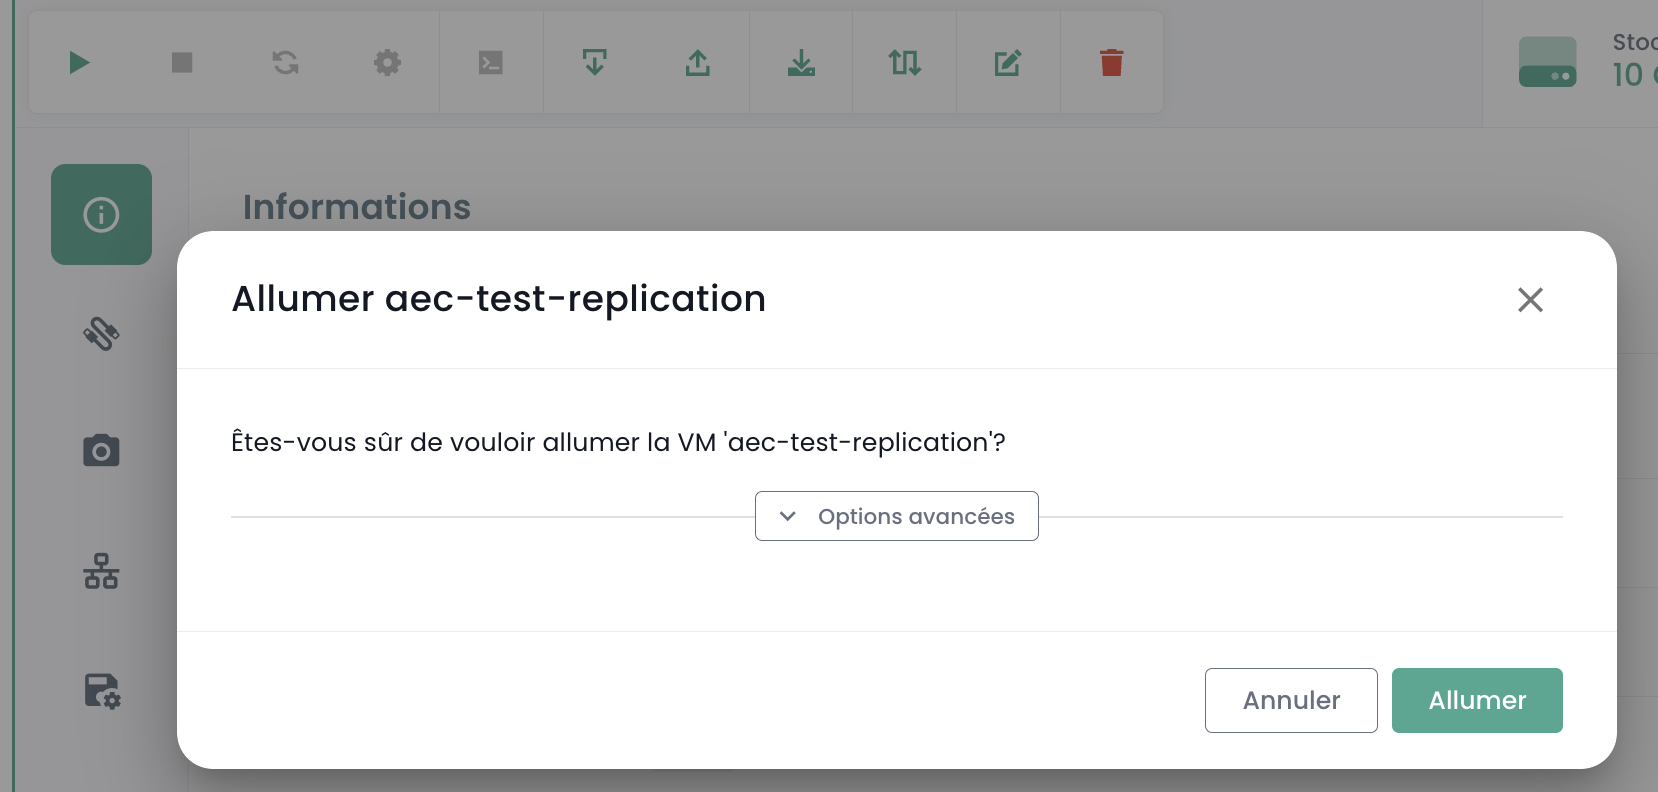 10
Informations
Allumer aec-test-replication
Êtes-vous sûr de vouloir allumer la VM 'aec-test-replication'?
Options avancées
Annuler
Allumer